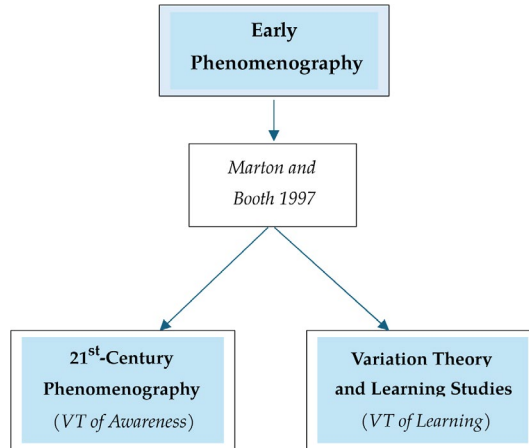 Early
Phenomenography
Marton and
Booth 1997
21st-Century
Phenomenography
(VT of Awareness)
Variation Theory
and Learning Studies
(VT of Learning)